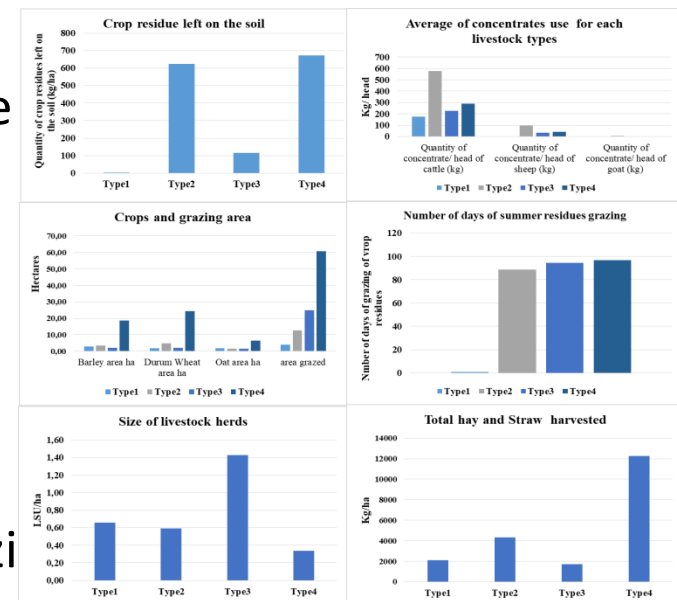 e
zi
Crop residue left on the soil
Quantity of crop residues left on
the soil (kg/ha)
800
700
600
500
400
300
200
100
0
Type1 Type2 Type3 Type4
Average of concentrates use for each
livestock types
Kg/ head
700
600
500
400
300
200
100
0
Quantity of
concentrate/ head of
cattle (kg)
Quantity of
concentrate/ head of
sheep (kg)
Quantity of
concentrate/ head of
goat (kg)
Type1 Type2 Type3 Type4
Crops and grazing area
Hectares
70,00
60,00
50,00
40,00
30,00
20,00
10,00
0,00
Barley area ha
Durum Wheat
area ha
Oat area ha
area grazed
Type1 Type2 Type3 Type4
Number of days of summer residues grazing
Nmber of days of grazing of vrop
residues
120
100
80
60
40
20
0
Type1 Type2 Type3 Type4
Size of livestock herds
LSU/ha
1,60
1,40
1,20
1,00
0,80
0,60
0,40
0,20
0,00
Type1 Type2 Type3 Type4
Total hay and Straw harvested
Kg/ha
14000
12000
10000
8000
6000
4000
2000
0
Type1 Type2 Type3 Type4